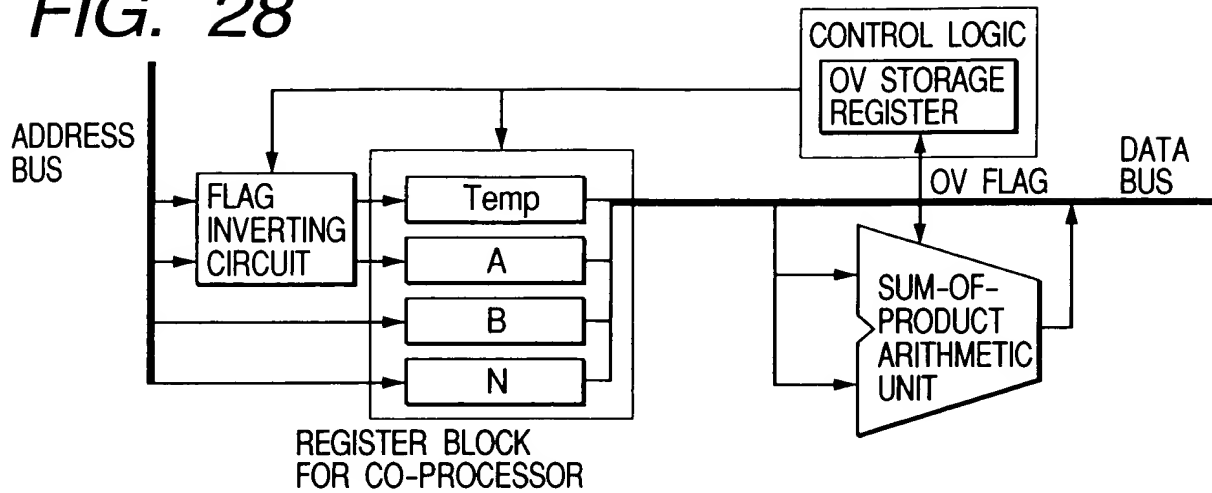 FIG. 28
CONTROL LOGIC
OV STORAGE
REGISTER
ADDRESS
BUS
FLAG
INVERTING
CIRCUIT
Temp
A
B
N
OV FLAG
DATA
BUS
SUM-OF-
PRODUCT
ARITHMETIC
UNIT
REGISTER BLOCK
FOR CO-PROCESSOR